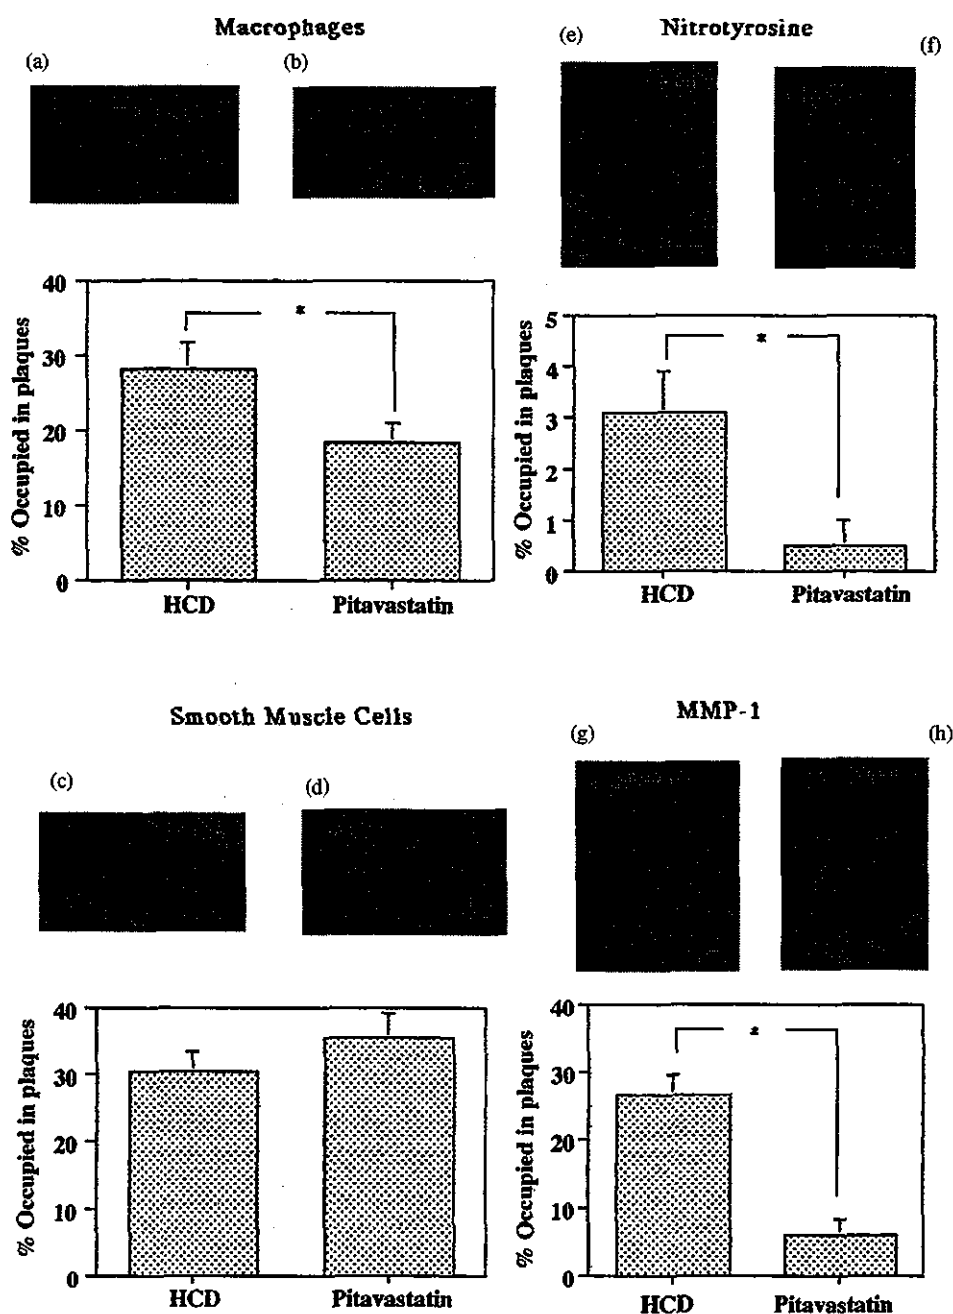 Macrophages
(a)
(b)
% Occupied in plaques
40
30
20
10
0
*
HCD
Pitavastatin
Nitrotyrosine
(e)
(f)
% Occupied in plaques
5
4
3
2
1
0
*
HCD
Pitavastatin
Smooth Muscle Cells
(c)
(d)
% Occupied in plaques
40
30
20
10
0
HCD
Pitavastatin
MMP-1
(g)
(h)
% Occupied in plaques
40
30
20
10
0
*
HCD
Pitavastatin